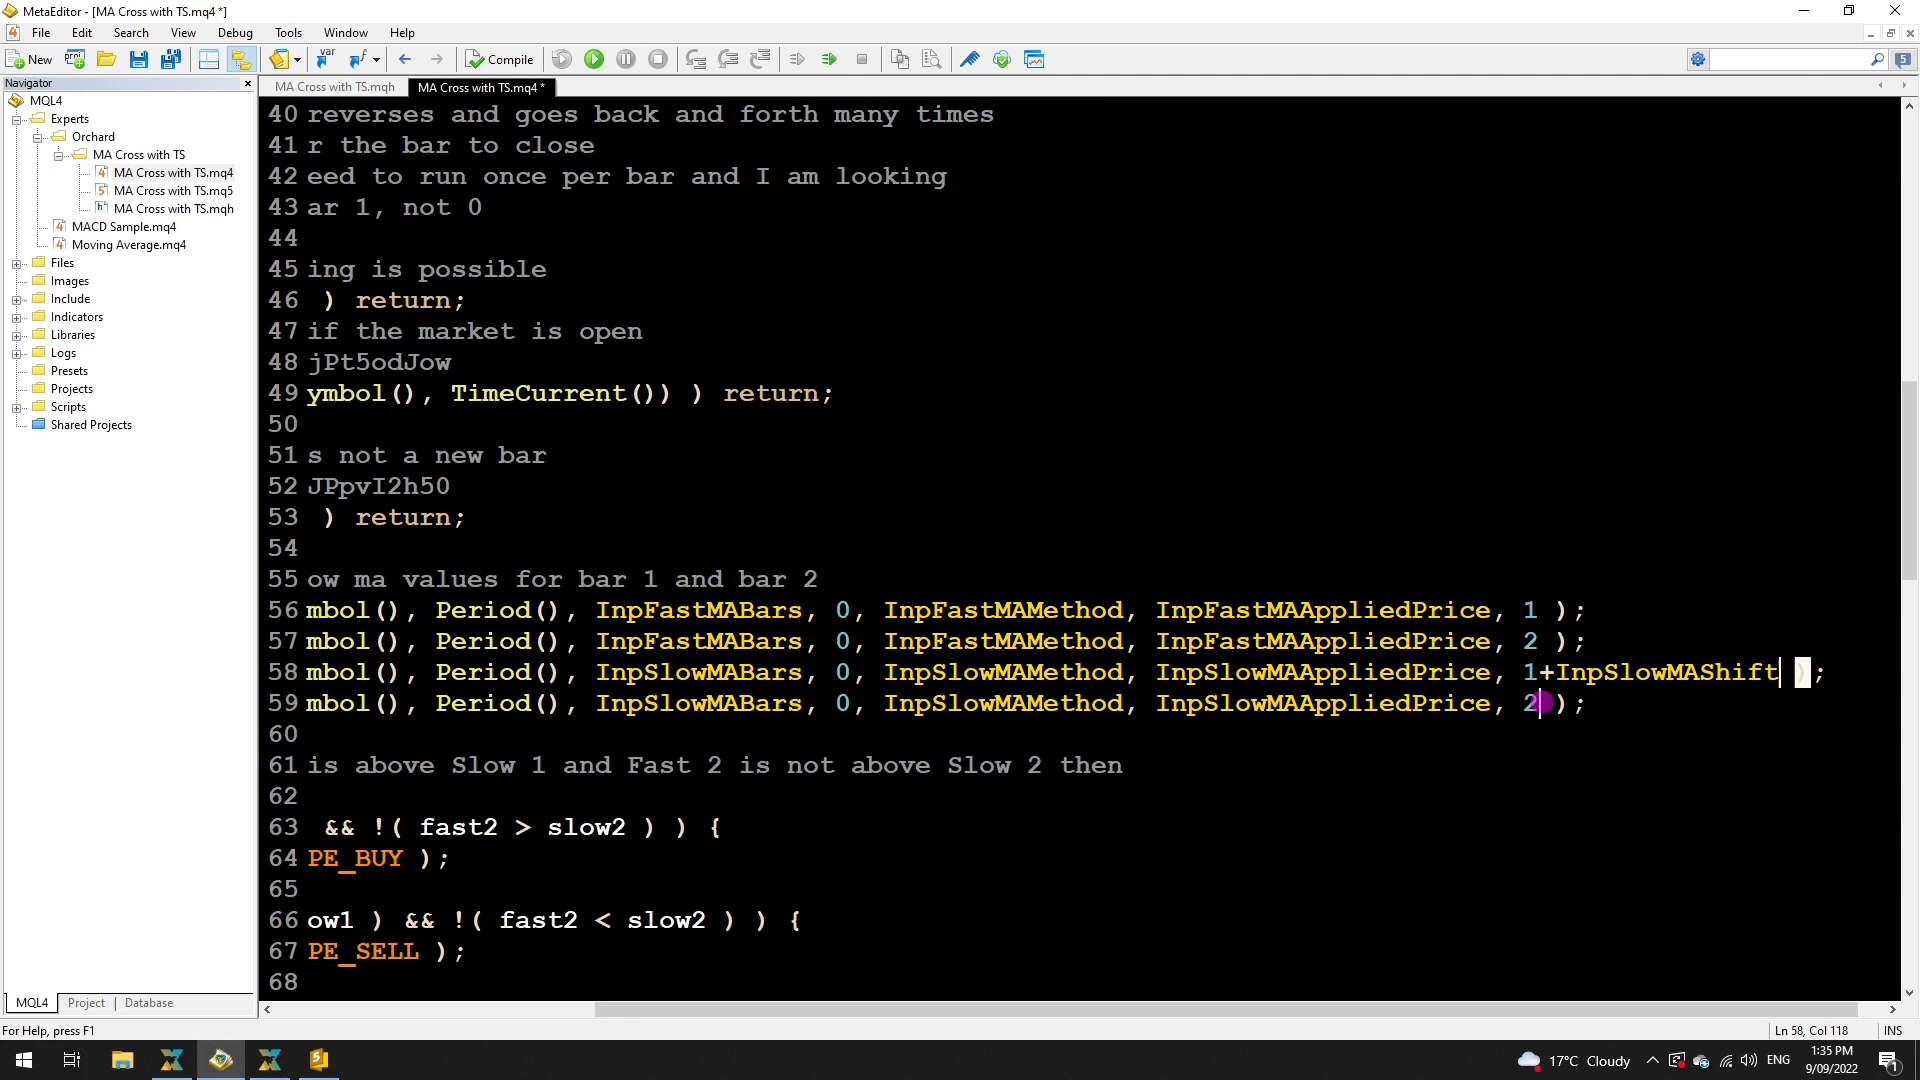 MetaEditor - [MA Cross with TS.mq4 *]
File Edit Search View Debug Tools Window Help
New proj var Compile 5
Navigator
MA Cross with TS.mqh MA Cross with TS.mq4 *
MQL4
Experts
Orchard
MA Cross with TS
MA Cross with TS.mq4
MA Cross with TS.mq5
MA Cross with TS.mqh
MACD Sample.mq4
Moving Average.mq4
Files
Images
Include
Indicators
Libraries
Logs
Presets
Projects
Scripts
Shared Projects
40 reverses and goes back and forth many times
41 r the bar to close
42 eed to run once per bar and I am looking
43 ar 1, not 0
44
45 ing is possible
46 ) return;
47 if the market is open
48 jPt5odJow
49 ymbol(), TimeCurrent()) ) return;
50
51 s not a new bar
52 JPpvI2h50
53 ) return;
54
55 ow ma values for bar 1 and bar 2
56 mbol(), Period(), InpFastMABars, 0, InpFastMAMethod, InpFastMAAppliedPrice, 1 );
57 mbol(), Period(), InpFastMABars, 0, InpFastMAMethod, InpFastMAAppliedPrice, 2 );
58 mbol(), Period(), InpSlowMABars, 0, InpSlowMAMethod, InpSlowMAAppliedPrice, 1+InpSlowMAShift );
59 mbol(), Period(), InpSlowMABars, 0, InpSlowMAMethod, InpSlowMAAppliedPrice, 2 );
60
61 is above Slow 1 and Fast 2 is not above Slow 2 then
62
63 && !( fast2 > slow2 ) ) {
64 PE_BUY );
65
66 ow1 ) && !( fast2 < slow2 ) ) {
67 PE_SELL );
68
MQL4 Project Database
For Help, press F1
Ln 58, Col 118 INS
17°C Cloudy ENG
1:35 PM
9/09/2022
1